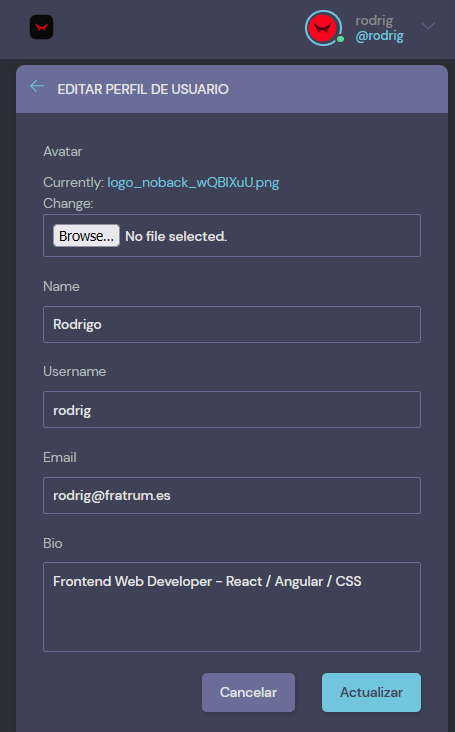 rodrig
@rodrig
EDITAR PERFIL DE USUARIO
Avatar
Currently: logo_noback_wQBlXuU.png
Change:
Browse... No file selected.
Name
Rodrigo
Username
rodrig
Email
rodrig@fratrum.es
Bio
Frontend Web Developer - React / Angular / CSS
Cancelar Actualizar